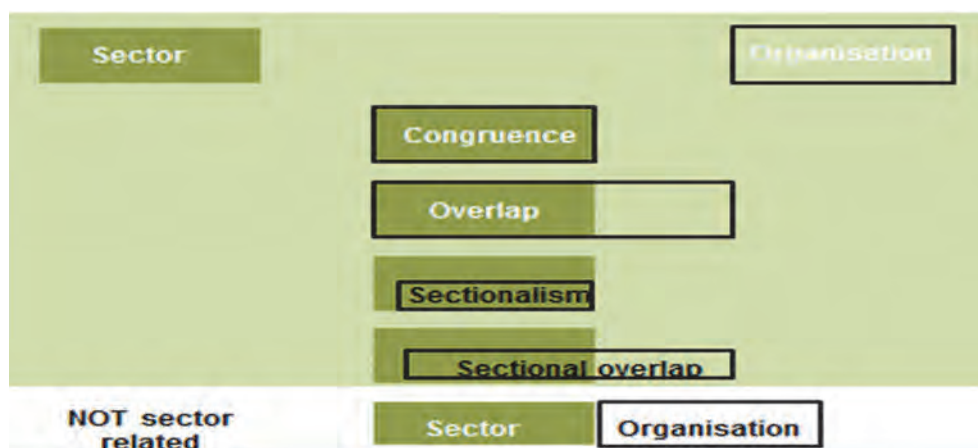 Sector
Organisation
Congruence
Overlap
Sectionalism
Sectional overlap
NOT sector
related
Sector
Organisation